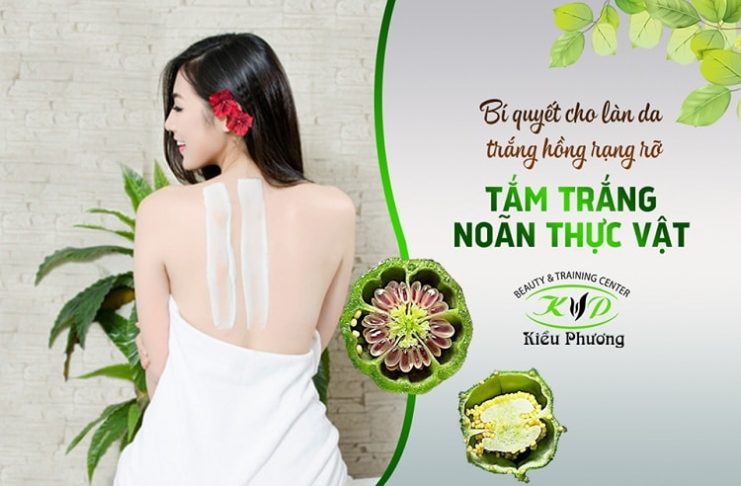 Bí quyết cho làn da
trắng hồng rạng rỡ
TẮM TRẮNG
NOÃN THỰC VẬT
BEAUTY & TRAINING CENTER
KP
Kiều Phương